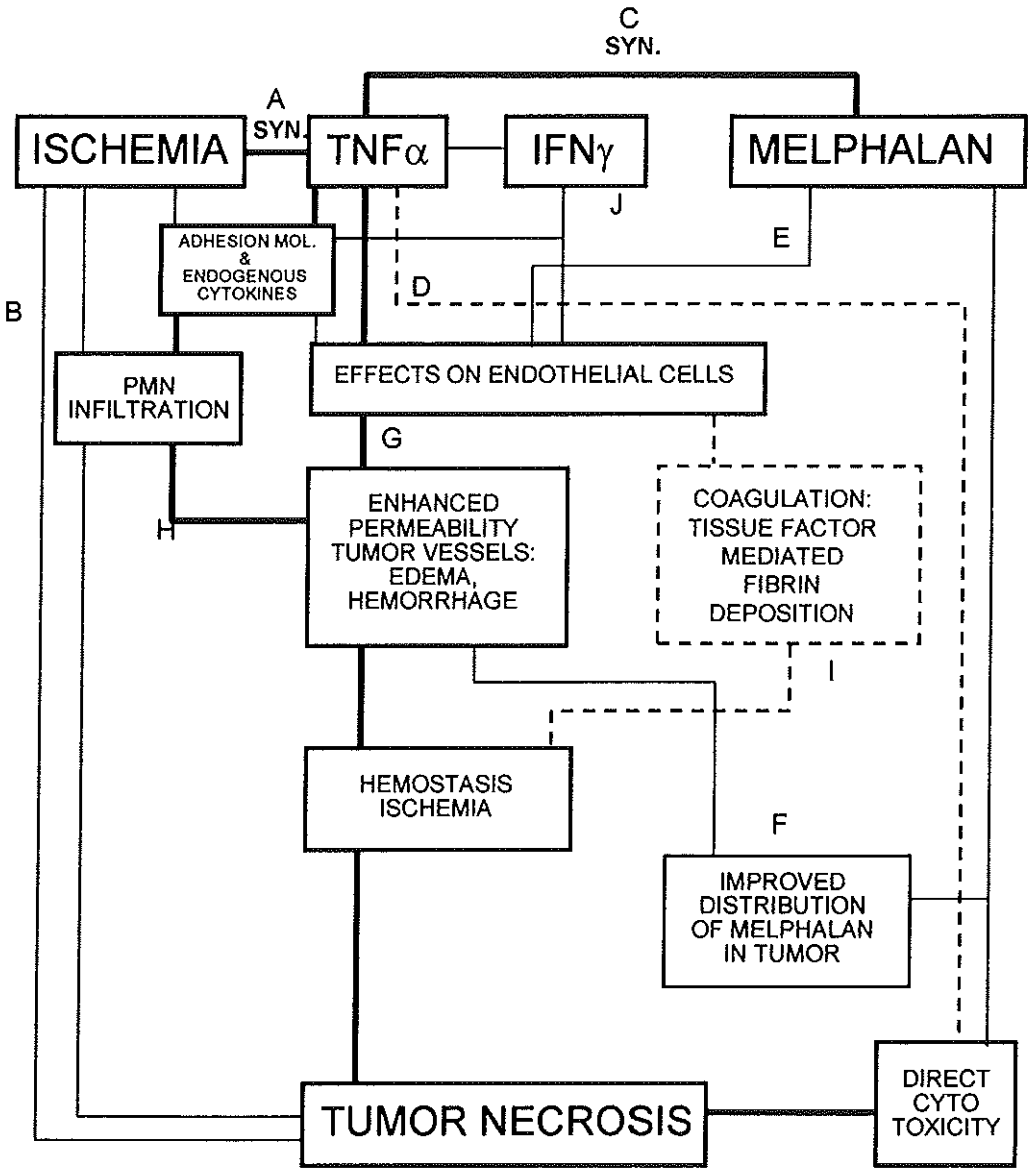 C
SYN.
A
SYN.
ISCHEMIA
TNFα
IFNγ
MELPHALAN
J
ADHESION MOL.
&
ENDOGENOUS
CYTOKINES
E
D
B
EFFECTS ON ENDOTHELIAL CELLS
PMN
INFILTRATION
G
H
ENHANCED
PERMEABILITY
TUMOR VESSELS:
EDEMA,
HEMORRHAGE
COAGULATION:
TISSUE FACTOR
MEDIATED
FIBRIN
DEPOSITION
I
HEMOSTASIS
ISCHEMIA
F
IMPROVED
DISTRIBUTION
OF MELPHALAN
IN TUMOR
DIRECT
CYTO
TOXICITY
TUMOR NECROSIS